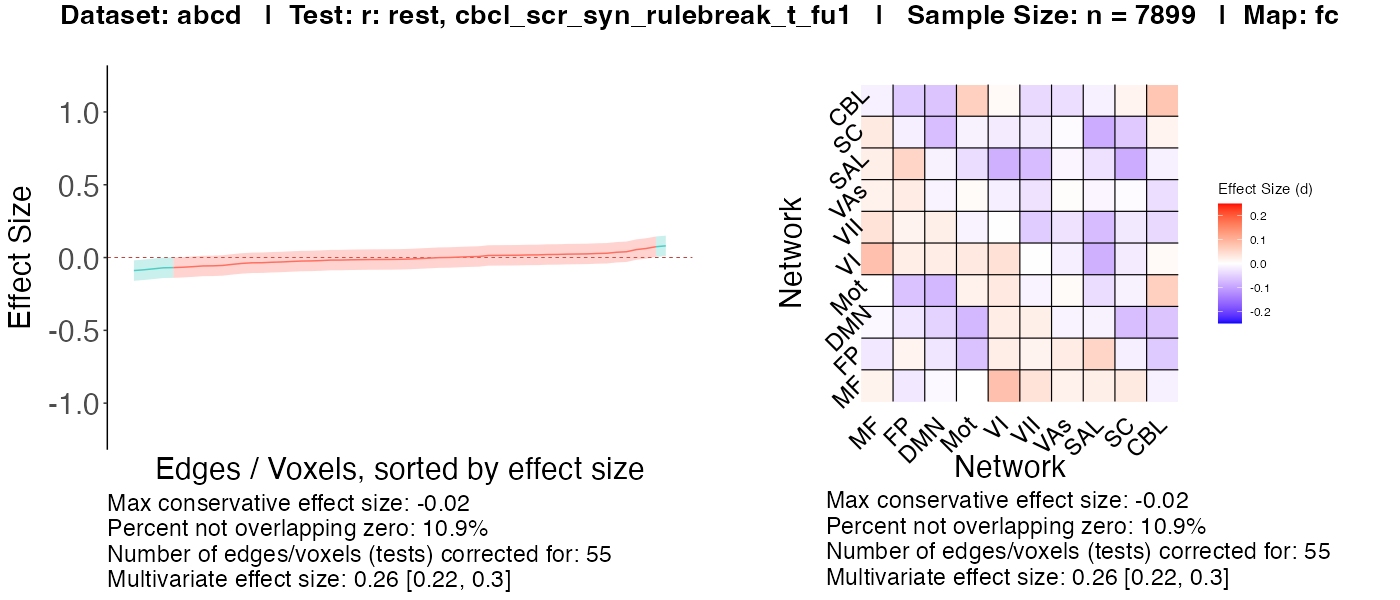 Dataset: abcd | Test: r: rest, cbcl_scr_syn_rulebreak_t_fu1 | Sample Size: n = 7899 | Map: fc
Effect Size
1.0
0.5
0.0
-0.5
-1.0
Edges / Voxels, sorted by effect size
Max conservative effect size: -0.02
Percent not overlapping zero: 10.9%
Number of edges/voxels (tests) corrected for: 55
Multivariate effect size: 0.26 [0.22, 0.3]
Network
CBL
SC
SAL
VAs
VII
VI
Mot
DMN
FP
MF
MF FP DMN Mot VI VII VAs SAL SC CBL
Network
Effect Size (d)
0.2
0.1
0.0
-0.1
-0.2
Max conservative effect size: -0.02
Percent not overlapping zero: 10.9%
Number of edges/voxels (tests) corrected for: 55
Multivariate effect size: 0.26 [0.22, 0.3]